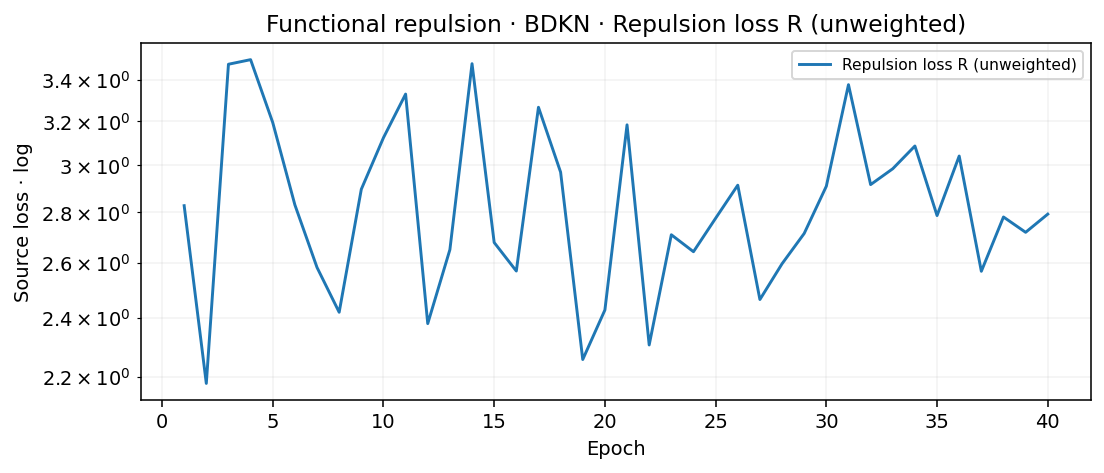 Functional repulsion · BDKN · Repulsion loss R (unweighted)
Repulsion loss R (unweighted)
Source loss · log
3.4 × 10⁰
3.2 × 10⁰
3 × 10⁰
2.8 × 10⁰
2.6 × 10⁰
2.4 × 10⁰
2.2 × 10⁰
0 5 10 15 20 25 30 35 40
Epoch